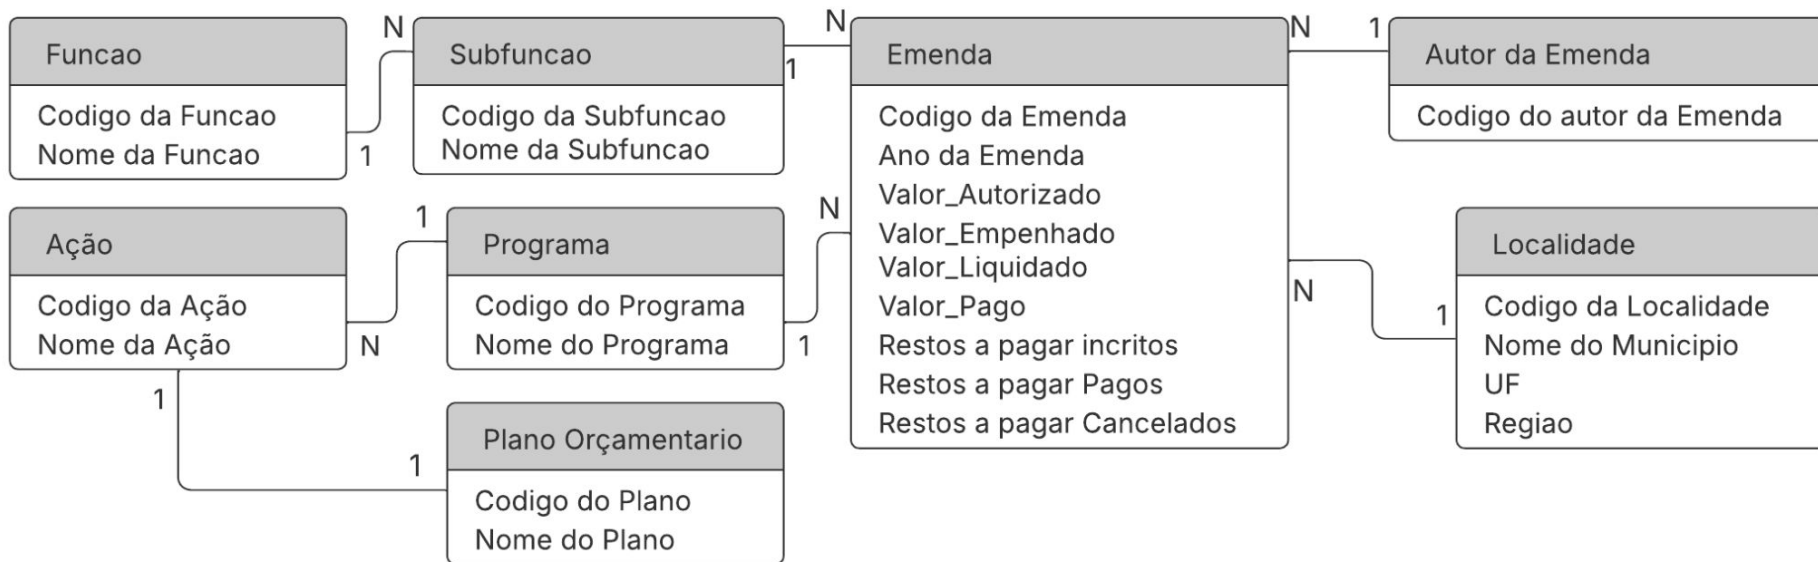 Funcao
Codigo da Funcao
Nome da Funcao
1
N
Subfuncao
Codigo da Subfuncao
Nome da Subfuncao
1
N
Emenda
Codigo da Emenda
Ano da Emenda
Valor_Autorizado
Valor_Empenhado
Valor_Liquidado
Valor_Pago
Restos a pagar incritos
Restos a pagar Pagos
Restos a pagar Cancelados
N
1
Autor da Emenda
Codigo do autor da Emenda
Ação
Codigo da Ação
Nome da Ação
N
1
Programa
Codigo do Programa
Nome do Programa
1
N
N
1
Localidade
Codigo da Localidade
Nome do Municipio
UF
Regiao
1
1
Plano Orçamentario
Codigo do Plano
Nome do Plano